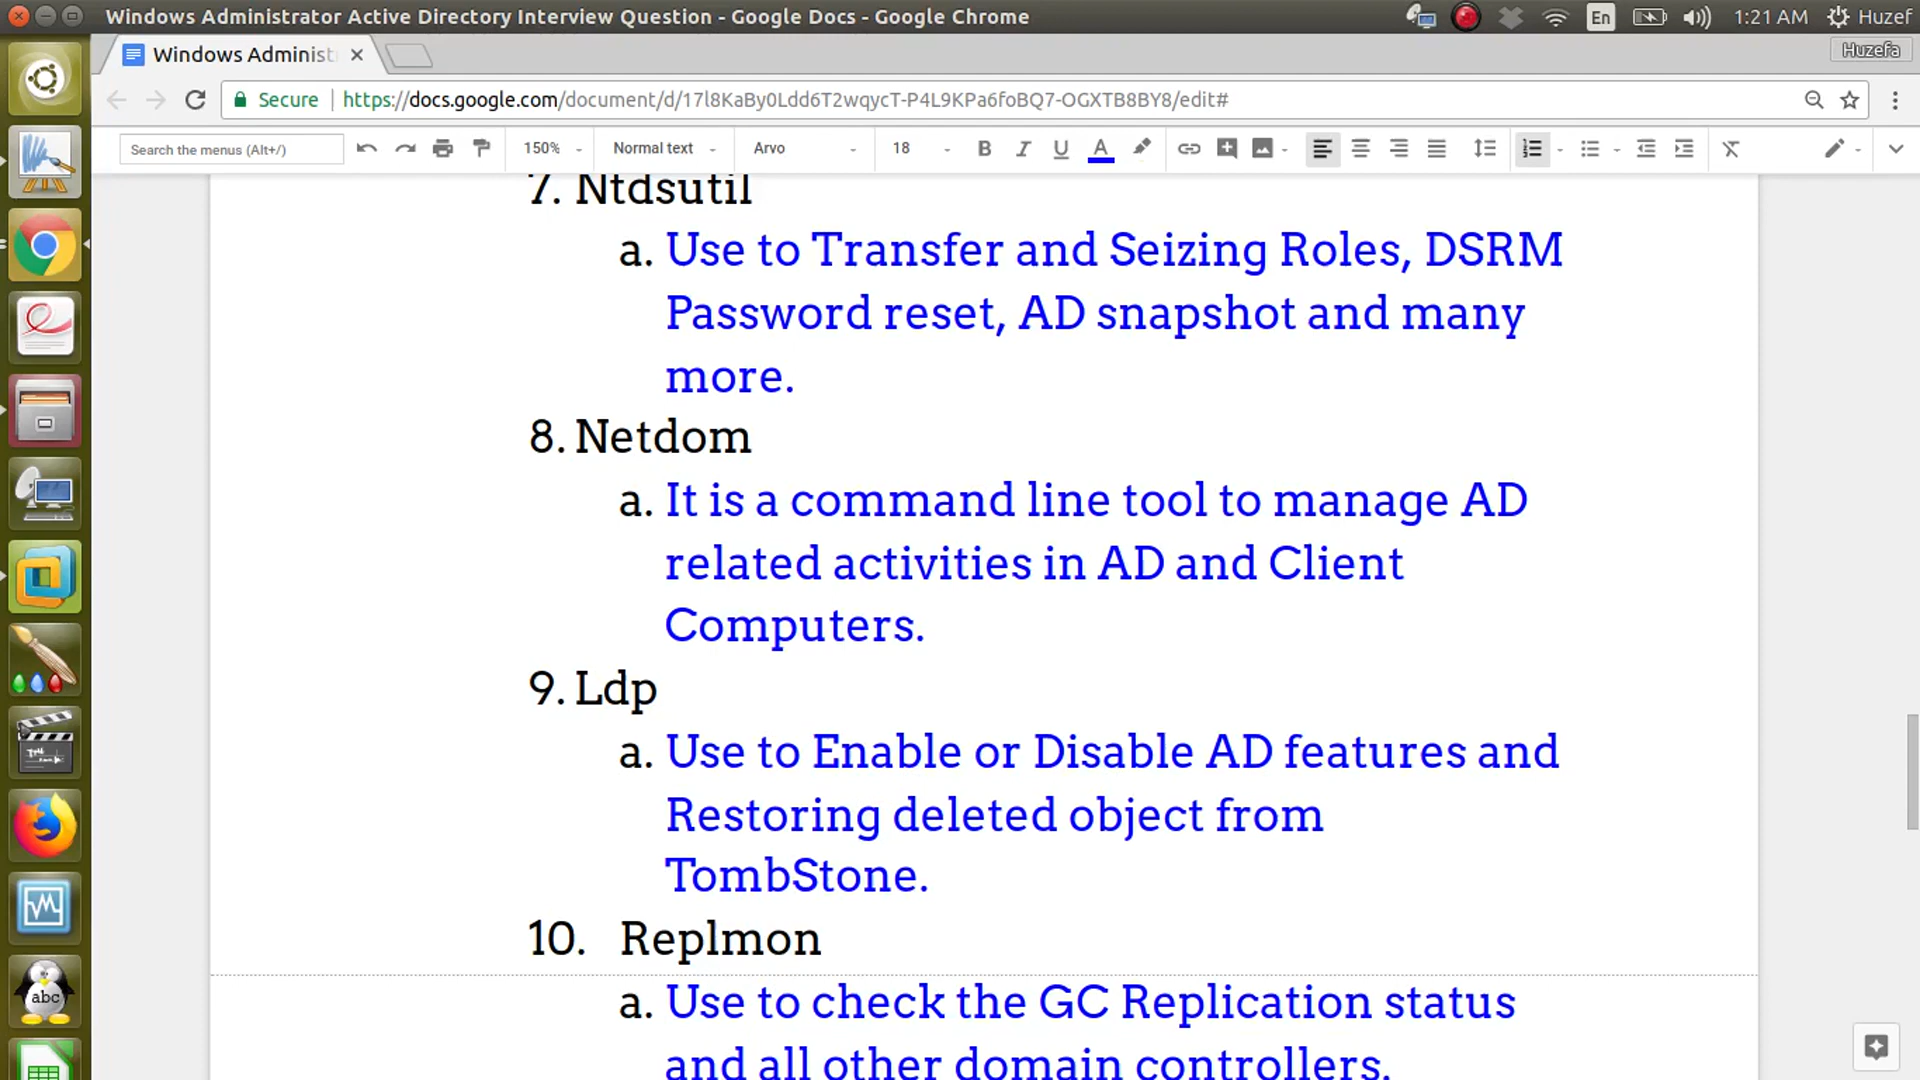 Windows Administrator Active Directory Interview Question - Google Docs - Google Chrome
En
1:21 AM
Huzef
Windows Administ
Huzefa
Secure
https://docs.google.com/document/d/17l8KaBy0Ldd6T2wqycT-P4L9KPa6foBQ7-OGXTB8BY8/edit#
Search the menus (Alt+/)
150%
Normal text
Arvo
18
B
I
U
A
7. Ntdsutil
a. Use to Transfer and Seizing Roles, DSRM
Password reset, AD snapshot and many
more.
8. Netdom
a. It is a command line tool to manage AD
related activities in AD and Client
Computers.
9. Ldp
a. Use to Enable or Disable AD features and
Restoring deleted object from
TombStone.
10. Replmon
a. Use to check the GC Replication status
and all other domain controllers.
abc